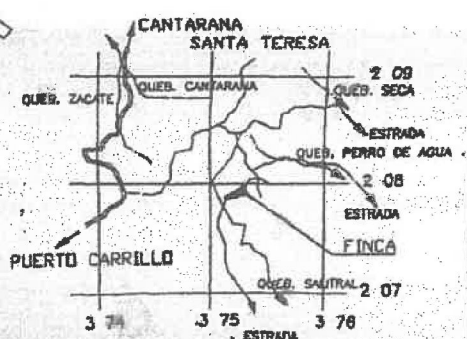 CANTARANA
SANTA TERESA
2 09
QUEB. ZACATE
QUEB. CANTARANA
QUEB. SECA
ESTRADA
QUEB. PERRO DE AGUA
2 08
ESTRADA
FINCA
PUERTO CARRILLO
QUEB. SALITRAL
2 07
3 74
3 75
3 76
ESTRADA